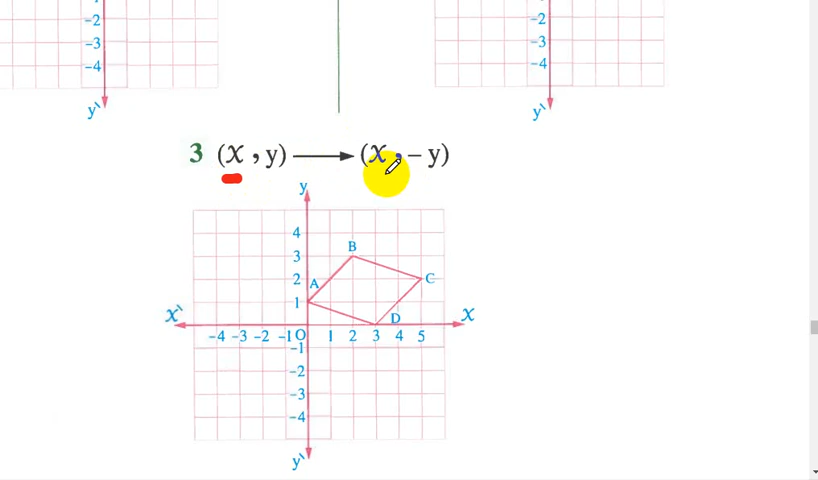 -2
-3
-4
y'
-2
-3
-4
y'
3 (x , y) ⟶ (x , – y)
y
4
3
2
1
B
A
C
D
x'
x
-4 -3 -2 -1 O 1 2 3 4 5
-1
-2
-3
-4
y'